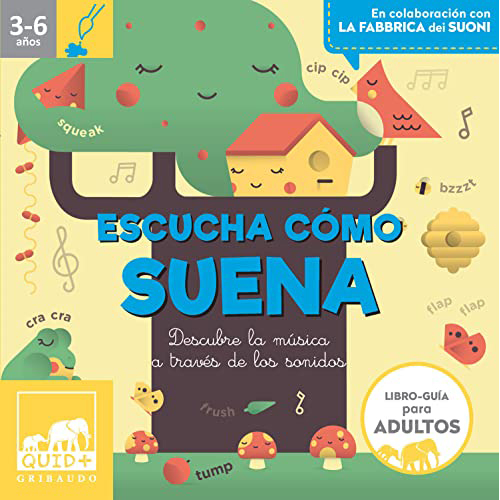 3-6
años
En colaboración con
LA FABBRICA dei SUONI
cip cip
squeak
bzzzt
ESCUCHA CÓMO
SUENA
flap flap
Descubre la música
a través de los sonidos
cra cra
LIBRO-GUÍA
para
ADULTOS
frush
tump
QUID+
GRIBAUDO